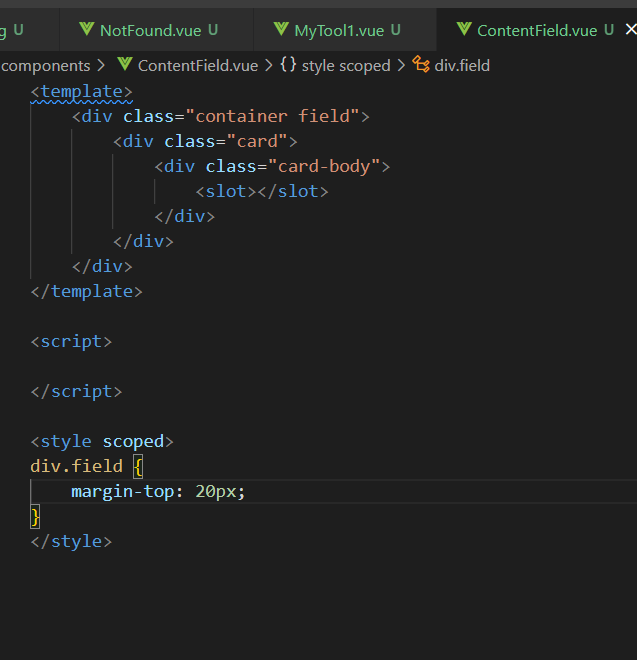 g U NotFound.vue U MyTool1.vue U ContentField.vue U
components > ContentField.vue > {} style scoped > div.field
<template>
    <div class="container field">
        <div class="card">
            <div class="card-body">
                <slot></slot>
            </div>
        </div>
    </div>
</template>
<script>
</script>
<style scoped>
div.field {
    margin-top: 20px;
}
</style>